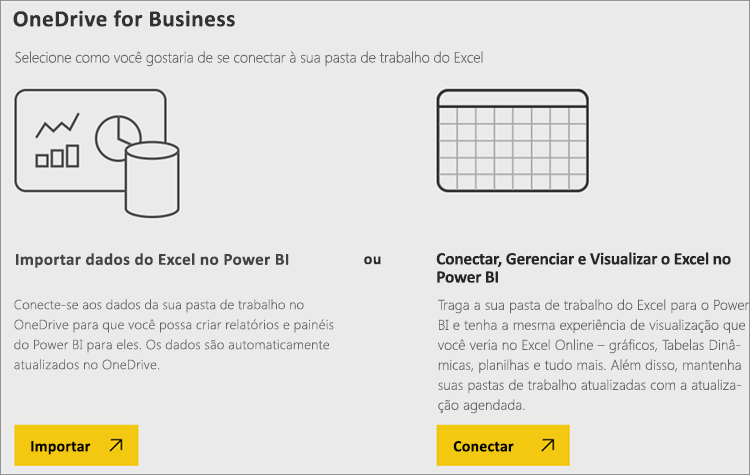 OneDrive for Business
Selecione como você gostaria de se conectar à sua pasta de trabalho do Excel
Importar dados do Excel no Power BI
Conecte-se aos dados da sua pasta de trabalho no
OneDrive para que você possa criar relatórios e painéis
do Power BI para eles. Os dados são automaticamente
atualizados no OneDrive.
Importar
ou
Conectar, Gerenciar e Visualizar o Excel no
Power BI
Traga a sua pasta de trabalho do Excel para o Power
BI e tenha a mesma experiência de visualização que
você veria no Excel Online – gráficos, Tabelas Dinâ-
micas, planilhas e tudo mais. Além disso, mantenha
suas pastas de trabalho atualizadas com a atualiza-
ção agendada.
Conectar